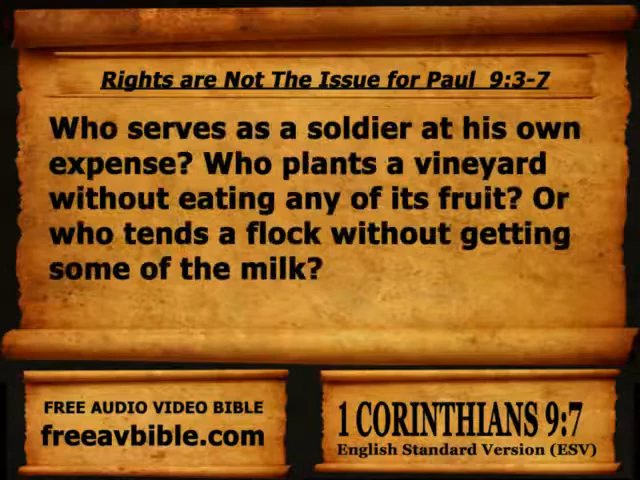 Rights are Not The Issue for Paul 9:3-7
Who serves as a soldier at his own
expense? Who plants a vineyard
without eating any of its fruit? Or
who tends a flock without getting
some of the milk?
FREE AUDIO VIDEO BIBLE
freeavbible.com
1 CORINTHIANS 9:7
English Standard Version (ESV)